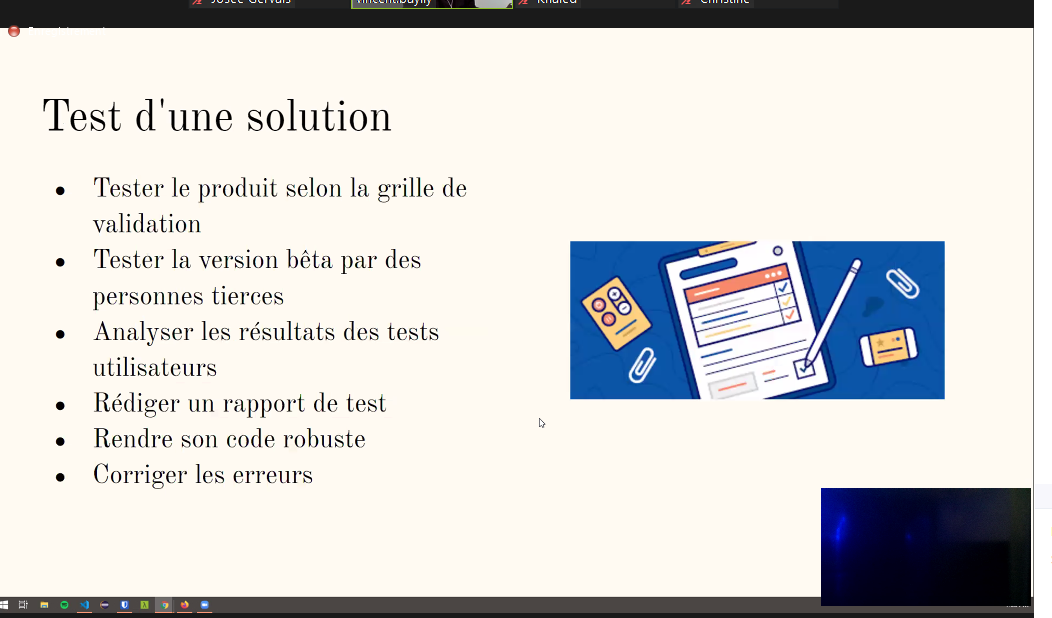 Josée Gervais
vincent.bayily
Khaled
Christine
Test d'une solution
● Tester le produit selon la grille de
validation
● Tester la version bêta par des
personnes tierces
● Analyser les résultats des tests
utilisateurs
● Rédiger un rapport de test
● Rendre son code robuste
● Corriger les erreurs